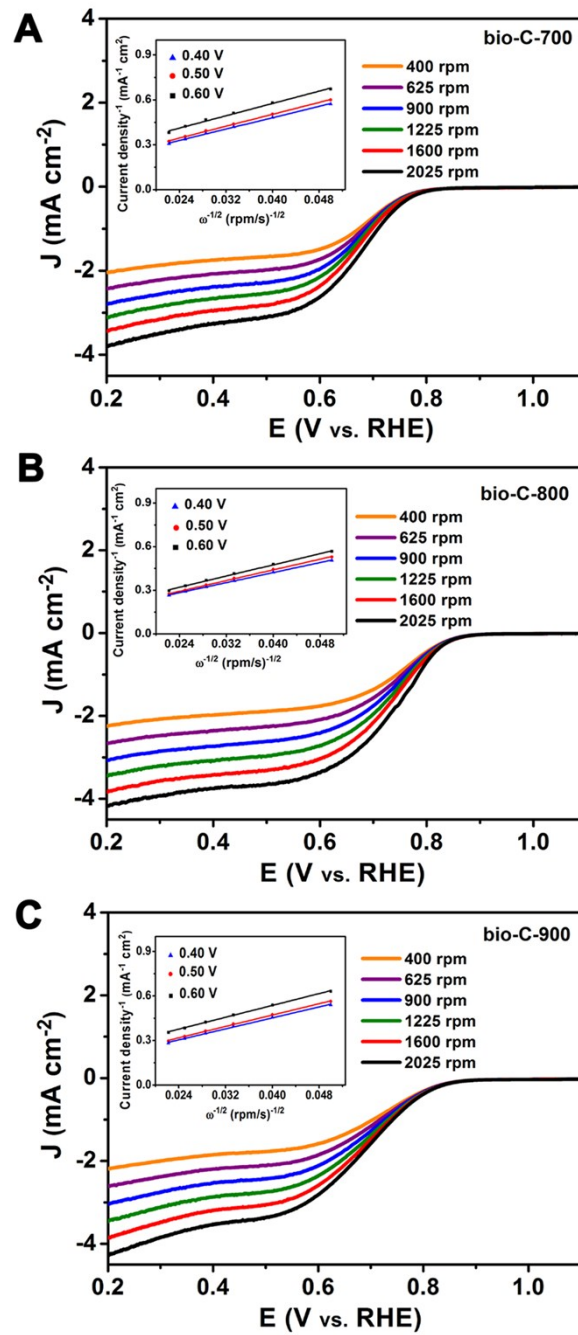 A
bio-C-700
0.40 V
0.50 V
0.60 V
400 rpm
625 rpm
900 rpm
1225 rpm
1600 rpm
2025 rpm
Current density⁻¹ (mA⁻¹ cm²)
0.9
0.6
0.3
0.0
0.024 0.032 0.040 0.048
ω⁻¹/² (rpm/s)⁻¹/²
J (mA cm⁻²)
4
2
0
-2
-4
0.2 0.4 0.6 0.8 1.0
E (V vs. RHE)
B
bio-C-800
0.40 V
0.50 V
0.60 V
400 rpm
625 rpm
900 rpm
1225 rpm
1600 rpm
2025 rpm
Current density⁻¹ (mA⁻¹ cm²)
0.9
0.6
0.3
0.0
0.024 0.032 0.040 0.048
ω⁻¹/² (rpm/s)⁻¹/²
J (mA cm⁻²)
4
2
0
-2
-4
0.2 0.4 0.6 0.8 1.0
E (V vs. RHE)
C
bio-C-900
0.40 V
0.50 V
0.60 V
400 rpm
625 rpm
900 rpm
1225 rpm
1600 rpm
2025 rpm
Current density⁻¹ (mA⁻¹ cm²)
0.9
0.6
0.3
0.0
0.024 0.032 0.040 0.048
ω⁻¹/² (rpm/s)⁻¹/²
J (mA cm⁻²)
4
2
0
-2
-4
0.2 0.4 0.6 0.8 1.0
E (V vs. RHE)